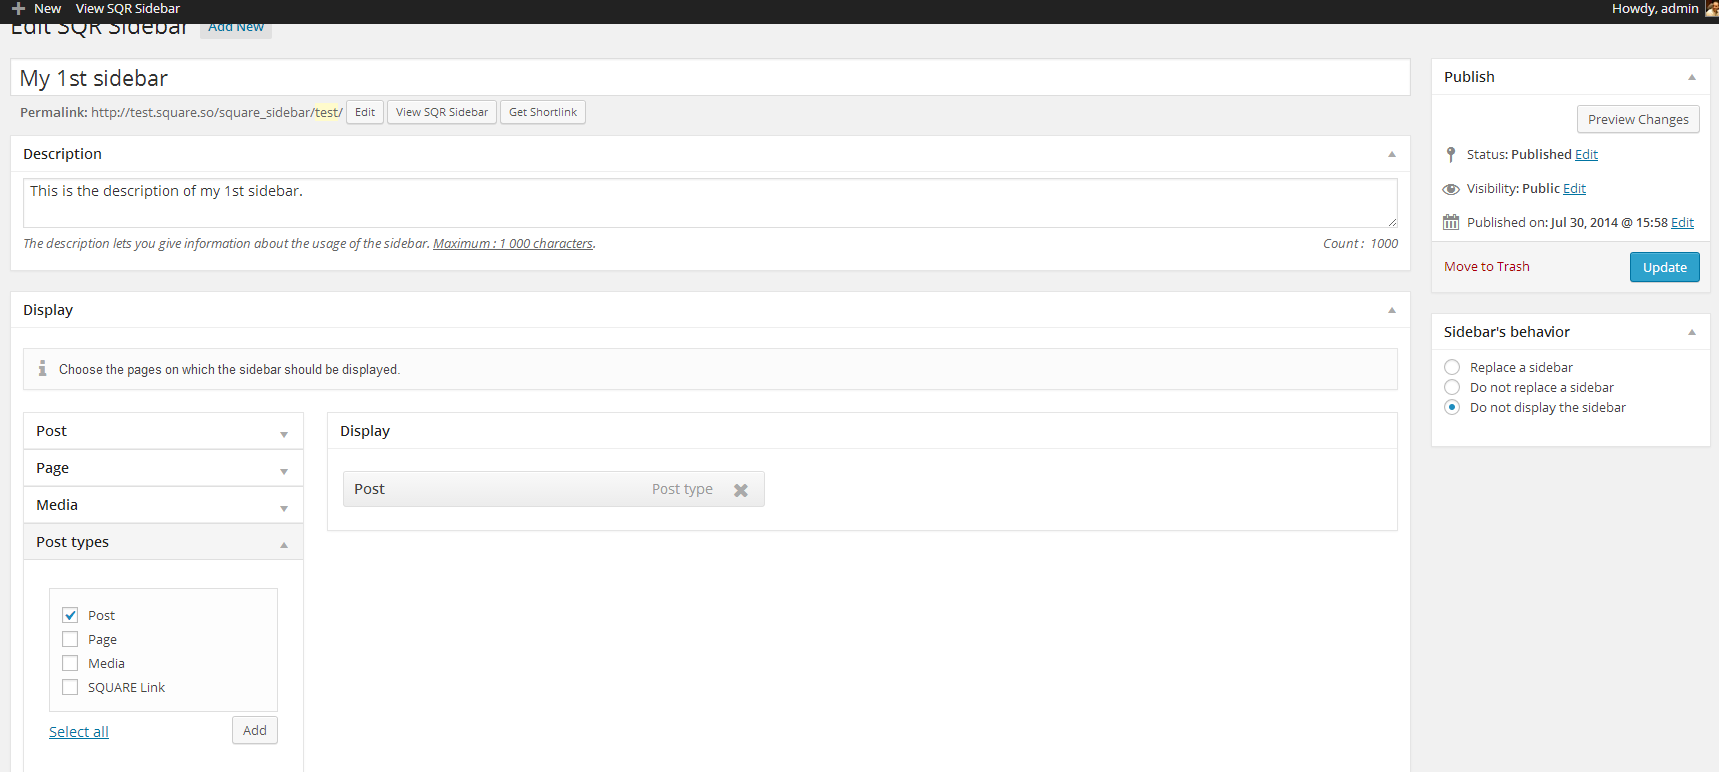 New View SQR Sidebar Howdy, admin
Edit SQR Sidebar Add New
My 1st sidebar
Permalink: http://test.square.so/square_sidebar/test/ Edit View SQR Sidebar Get Shortlink
Description
This is the description of my 1st sidebar.
The description lets you give information about the usage of the sidebar. Maximum : 1 000 characters. Count : 1000
Display
Choose the pages on which the sidebar should be displayed.
Post
Page
Media
Post types
Post
Page
Media
SQUARE Link
Select all Add
Display
Post Post type
Publish
Preview Changes
Status: Published Edit
Visibility: Public Edit
Published on: Jul 30, 2014 @ 15:58 Edit
Move to Trash Update
Sidebar's behavior
Replace a sidebar
Do not replace a sidebar
Do not display the sidebar